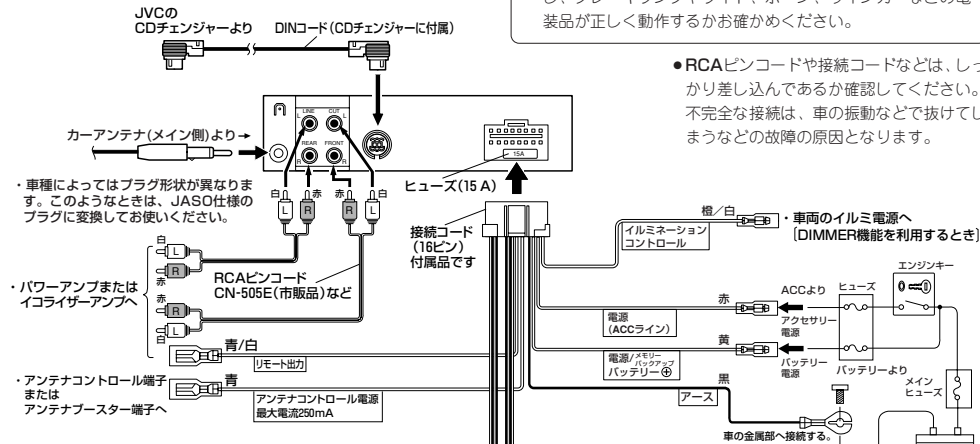 JVCの
CDチェンジャーより
DINコード(CDチェンジャーに付属)
装品が正しく動作するかお確かめください。
●RCAピンコードや接続コードなどは、しっ
かり差し込んであるか確認してください。
不完全な接続は、車の振動などで抜けてし
まうなどの故障の原因となります。
LINE OUT
L L
REAR FRONT
R R
15A
カーアンテナ(メイン側)より→
・車種によってはプラグ形状が異なりま
す。このようなときは、JASO仕様の
プラグに変換してお使いください。
ヒューズ(15 A)
白 赤 赤 白
L R R L
接続コード
(16ピン)
付属品です
橙/白
イルミネーション
コントロール
・車両のイルミ電源へ
[DIMMER機能を利用するとき]
エンジンキー
白
L
R
赤
・パワーアンプまたは
イコライザーアンプへ
赤
R
L
白
RCAピンコード
CN-505E(市販品)など
赤
電源
(ACCライン)
ACCより
アクセサリー
電源
ヒューズ
黄
電源/メモリーバックアップ
バッテリー⊕
バッテリー
電源
バッテリーより
メイン
ヒューズ
青/白
リモート出力
・アンテナコントロール端子
または
アンテナブースター端子へ
青
アンテナコントロール電源
最大電流250mA
黒
アース
車の金属部へ接続する。